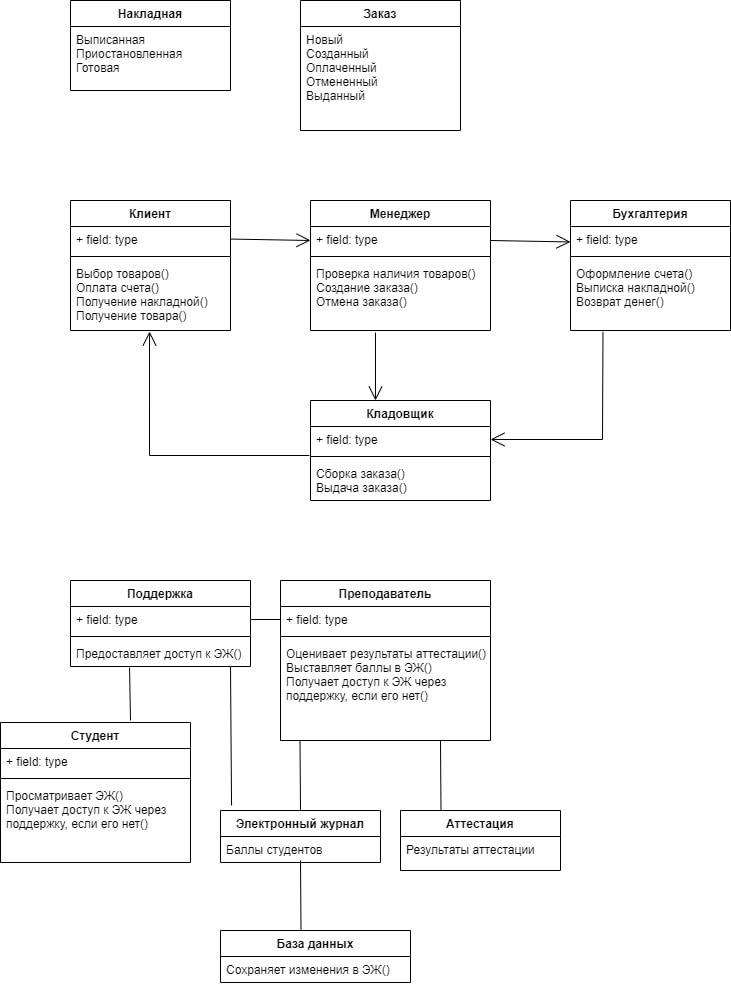 Накладная
Выписанная
Приостановленная
Готовая
Заказ
Новый
Созданный
Оплаченный
Отмененный
Выданный
Клиент
+ field: type
Выбор товаров()
Оплата счета()
Получение накладной()
Получение товара()
Менеджер
+ field: type
Проверка наличия товаров()
Создание заказа()
Отмена заказа()
Бухгалтерия
+ field: type
Оформление счета()
Выписка накладной()
Возврат денег()
Кладовщик
+ field: type
Сборка заказа()
Выдача заказа()
Поддержка
+ field: type
Предоставляет доступ к ЭЖ()
Преподаватель
+ field: type
Оценивает результаты аттестации()
Выставляет баллы в ЭЖ()
Получает доступ к ЭЖ через
поддержку, если его нет()
Студент
+ field: type
Просматривает ЭЖ()
Получает доступ к ЭЖ через
поддержку, если его нет()
Электронный журнал
Баллы студентов
Аттестация
Результаты аттестации
База данных
Сохраняет изменения в ЭЖ()